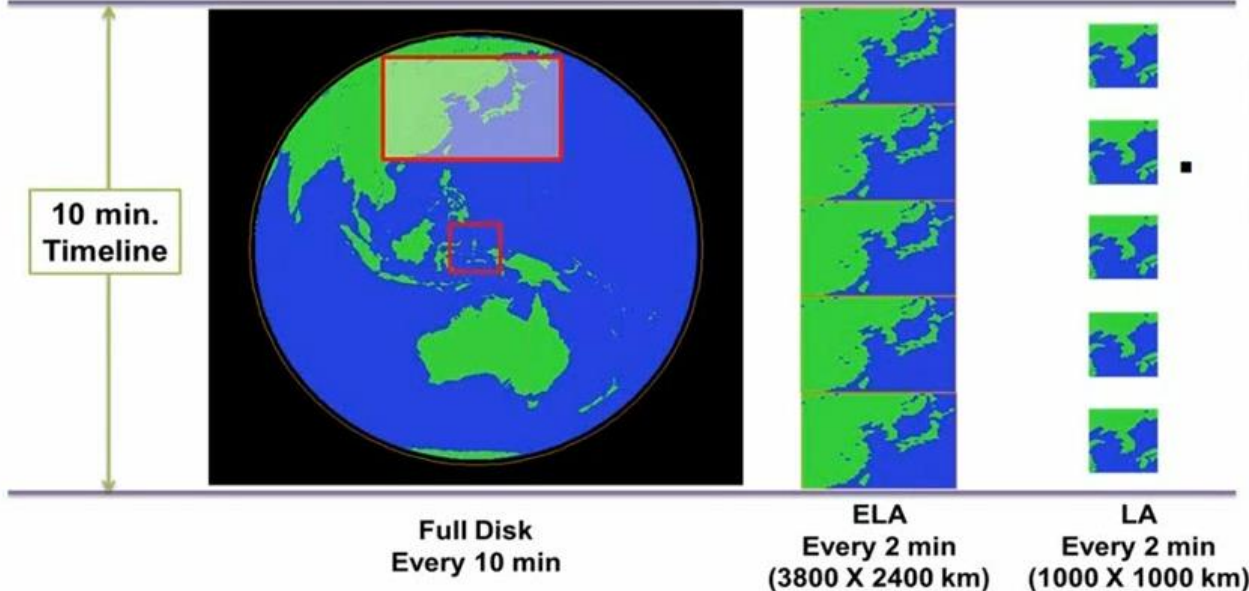 10 min.
Timeline
Full Disk
Every 10 min
ELA
Every 2 min
(3800 X 2400 km)
LA
Every 2 min
(1000 X 1000 km)